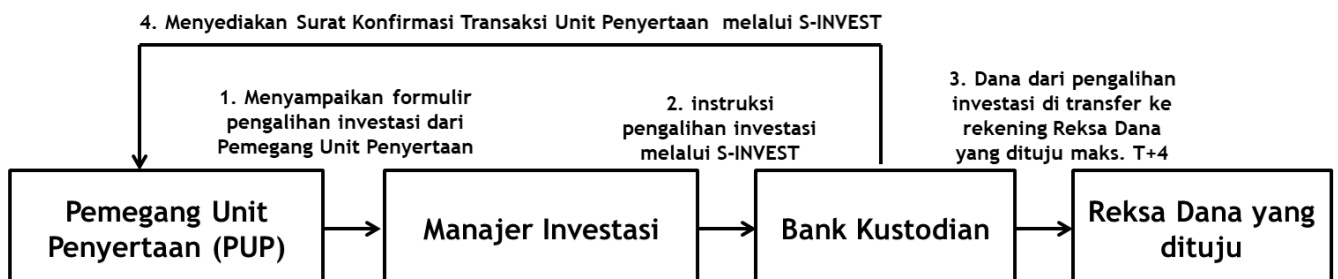 4. Menyediakan Surat Konfirmasi Transaksi Unit Penyertaan melalui S-INVEST
1. Menyampaikan formulir
pengalihan investasi dari
Pemegang Unit Penyertaan
2. instruksi
pengalihan investasi
melalui S-INVEST
3. Dana dari pengalihan
investasi di transfer ke
rekening Reksa Dana
yang dituju maks. T+4
Pemegang Unit
Penyertaan (PUP)
Manajer Investasi
Bank Kustodian
Reksa Dana yang
dituju